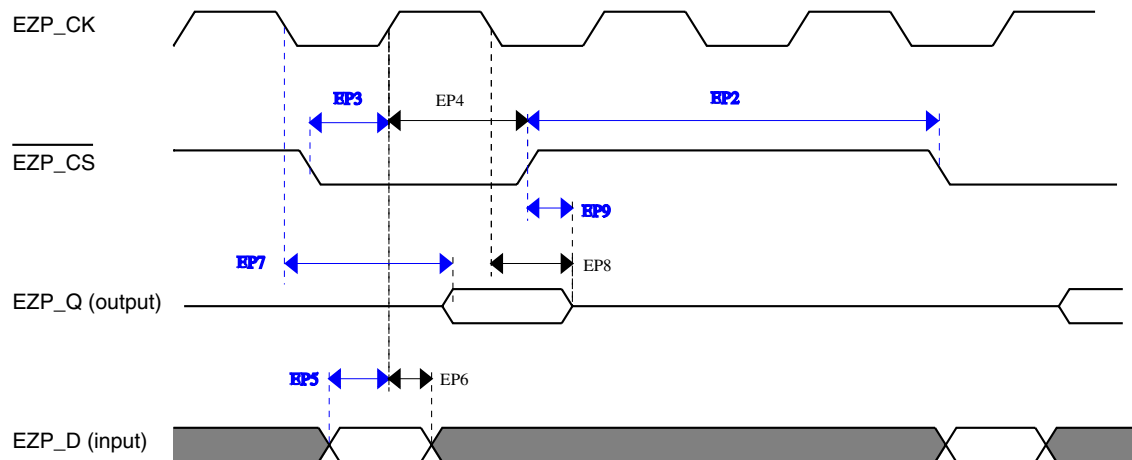 EZP_CK
EP3
EP4
EP2
EZP_CS
EP9
EP7
EP8
EZP_Q (output)
EP5
EP6
EZP_D (input)